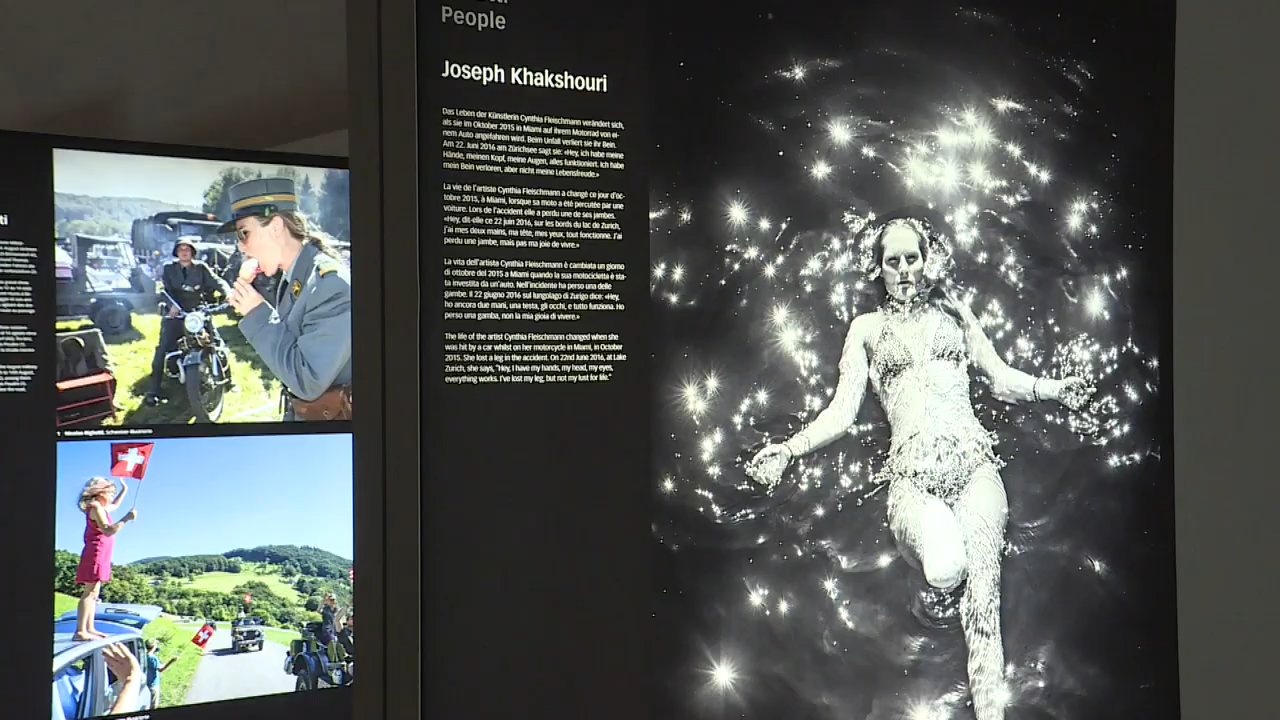 People
Joseph Khakshouri
Das Leben der Künstlerin Cynthia Fleischmann verändert sich,
als sie im Oktober 2015 in Miami auf ihrem Motorrad von ei-
nem Auto angefahren wird. Beim Unfall verliert sie ihr Bein.
Am 22. Juni 2016 am Zürichsee sagt sie: «Hey, ich habe meine
Hände, meinen Kopf, meine Augen, alles funktioniert. Ich habe
mein Bein verloren, aber nicht meine Lebensfreude.»
La vie de l'artiste Cynthia Fleischmann a changé ce jour d'oc-
tobre 2015, à Miami, lorsque sa moto a été percutée par une
voiture. Lors de l'accident elle a perdu une de ses jambes.
«Hey, dit-elle ce 22 juin 2016, sur les bords du lac de Zurich,
j'ai mes deux mains, ma tête, mes yeux, tout fonctionne. J'ai
perdu une jambe, mais pas ma joie de vivre.»
La vita dell'artista Cynthia Fleischmann è cambiata un giorno
di ottobre del 2015 a Miami quando la sua motocicletta è sta-
ta investita da un'auto. Nell'incidente ha perso una delle
gambe. Il 22 giugno 2016 sul lungolago di Zurigo dice: «Hey,
ho ancora due mani, una testa, gli occhi, e tutto funziona. Ho
perso una gamba, non la mia gioia di vivere.»
The life of the artist Cynthia Fleischmann changed when she
was hit by a car whilst on her motorcycle in Miami, in October
2015. She lost a leg in the accident. On 22nd June 2016, at Lake
Zurich, she says, "Hey, I have my hands, my head, my eyes,
everything works. I've lost my leg, but not my lust for life."